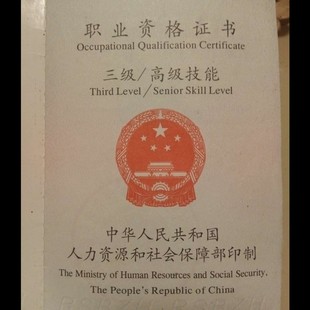 职业资格证书
Occupational Qualification Certificate
三级/高级技能
Third Level/Senior Skill Level
中华人民共和国
人力资源和社会保障部印制
The Ministry of Human Resources and Social Security,
The People's Republic of China